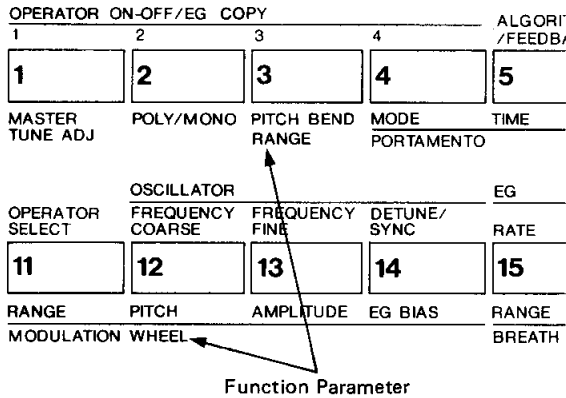 OPERATOR ON-OFF/EG COPY
1 2 3 4
ALGORIT
/FEEDBA
1 2 3 4 5
MASTER
TUNE ADJ
POLY/MONO
PITCH BEND
RANGE
MODE
TIME
PORTAMENTO
OSCILLATOR
EG
OPERATOR
SELECT
FREQUENCY
COARSE
FREQUENCY
FINE
DETUNE/
SYNC
RATE
11 12 13 14 15
RANGE PITCH AMPLITUDE EG BIAS RANGE
MODULATION WHEEL
BREATH
Function Parameter